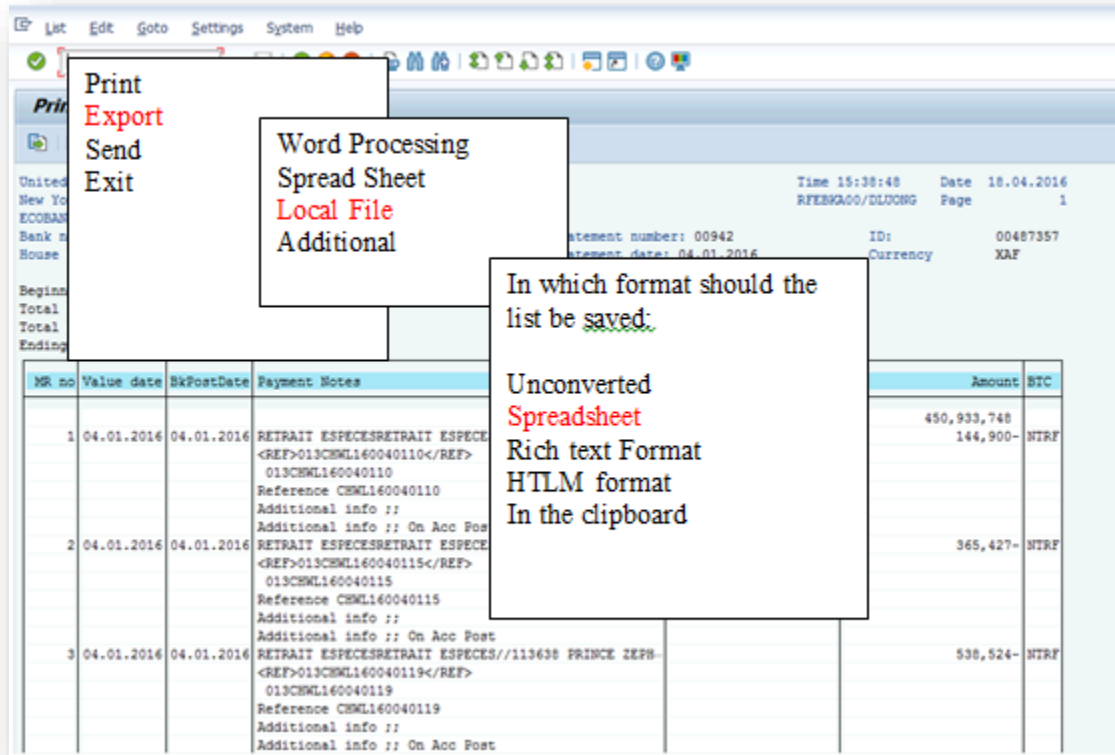 List Edit Goto Settings System Help
Print
Export
Send
Exit
Word Processing
Spread Sheet
Local File
Additional
In which format should the
list be saved:
Unconverted
Spreadsheet
Rich text Format
HTLM format
In the clipboard
United Time 15:38:48 Date 18.04.2016
New Yo RFEBKA00/DLUONG Page 1
ECOBAN
Bank n atement number: 00942 ID: 00487357
House atement date: 04.01.2016 Currency XAF
Beginn
Total
Total
Ending
MR no Value date BkPostDate Payment Notes Amount BTC
450,933,748
1 04.01.2016 04.01.2016 RETRAIT ESPECESRETRAIT ESPECE 144,900- NTRF
<REF>013CHWL160040110</REF>
013CHWL160040110
Reference CHWL160040110
Additional info ;;
Additional info ;; On Acc Pos
2 04.01.2016 04.01.2016 RETRAIT ESPECESRETRAIT ESPECE 365,427- NTRF
<REF>013CHWL160040115</REF>
013CHWL160040115
Reference CHWL160040115
Additional info ;;
Additional info ;; On Acc Post
3 04.01.2016 04.01.2016 RETRAIT ESPECESRETRAIT ESPECES//113638 PRINCE ZEPH 538,524- NTRF
<REF>013CHWL160040119</REF>
013CHWL160040119
Reference CHWL160040119
Additional info ;;
Additional info ;; On Acc Post